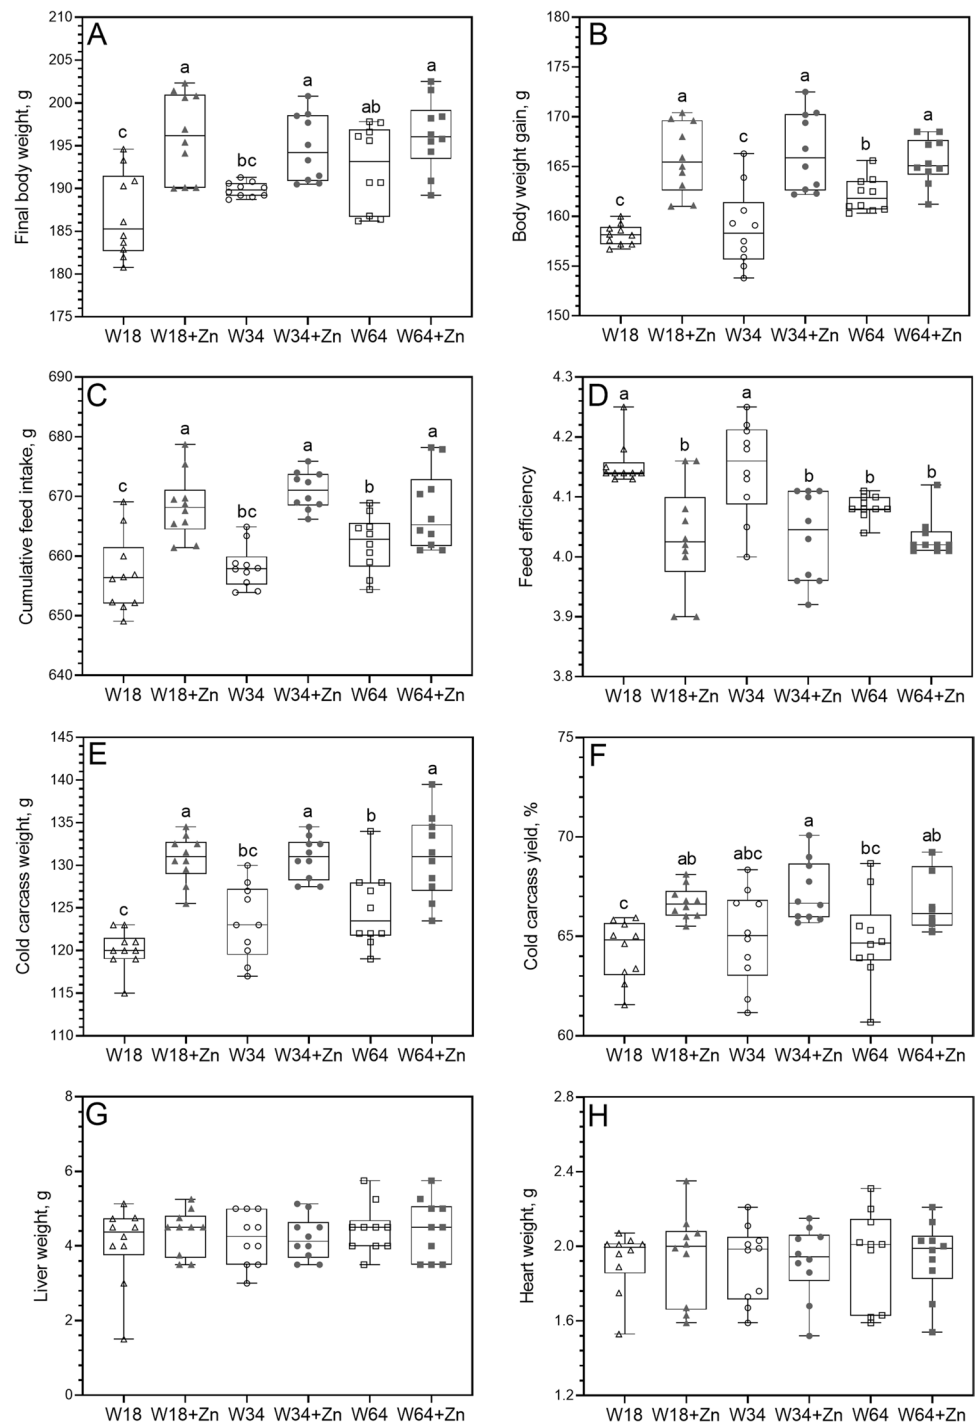 A
Final body weight, g
210
205
200
195
190
185
180
175
c
a
bc
a
ab
a
W18 W18+Zn W34 W34+Zn W64 W64+Zn
B
Body weight gain, g
180
175
170
165
160
155
150
c
a
c
a
b
a
W18 W18+Zn W34 W34+Zn W64 W64+Zn
C
Cumulative feed intake, g
690
680
670
660
650
640
c
a
bc
a
b
a
W18 W18+Zn W34 W34+Zn W64 W64+Zn
D
Feed efficiency
4.3
4.2
4.1
4.0
3.9
3.8
a
b
a
b
b
b
W18 W18+Zn W34 W34+Zn W64 W64+Zn
E
Cold carcass weight, g
145
140
135
130
125
120
115
110
c
a
bc
a
b
a
W18 W18+Zn W34 W34+Zn W64 W64+Zn
F
Cold carcass yield, %
75
70
65
60
c
ab
abc
a
bc
ab
W18 W18+Zn W34 W34+Zn W64 W64+Zn
G
Liver weight, g
8
6
4
2
0
W18 W18+Zn W34 W34+Zn W64 W64+Zn
H
Heart weight, g
2.8
2.4
2.0
1.6
1.2
W18 W18+Zn W34 W34+Zn W64 W64+Zn